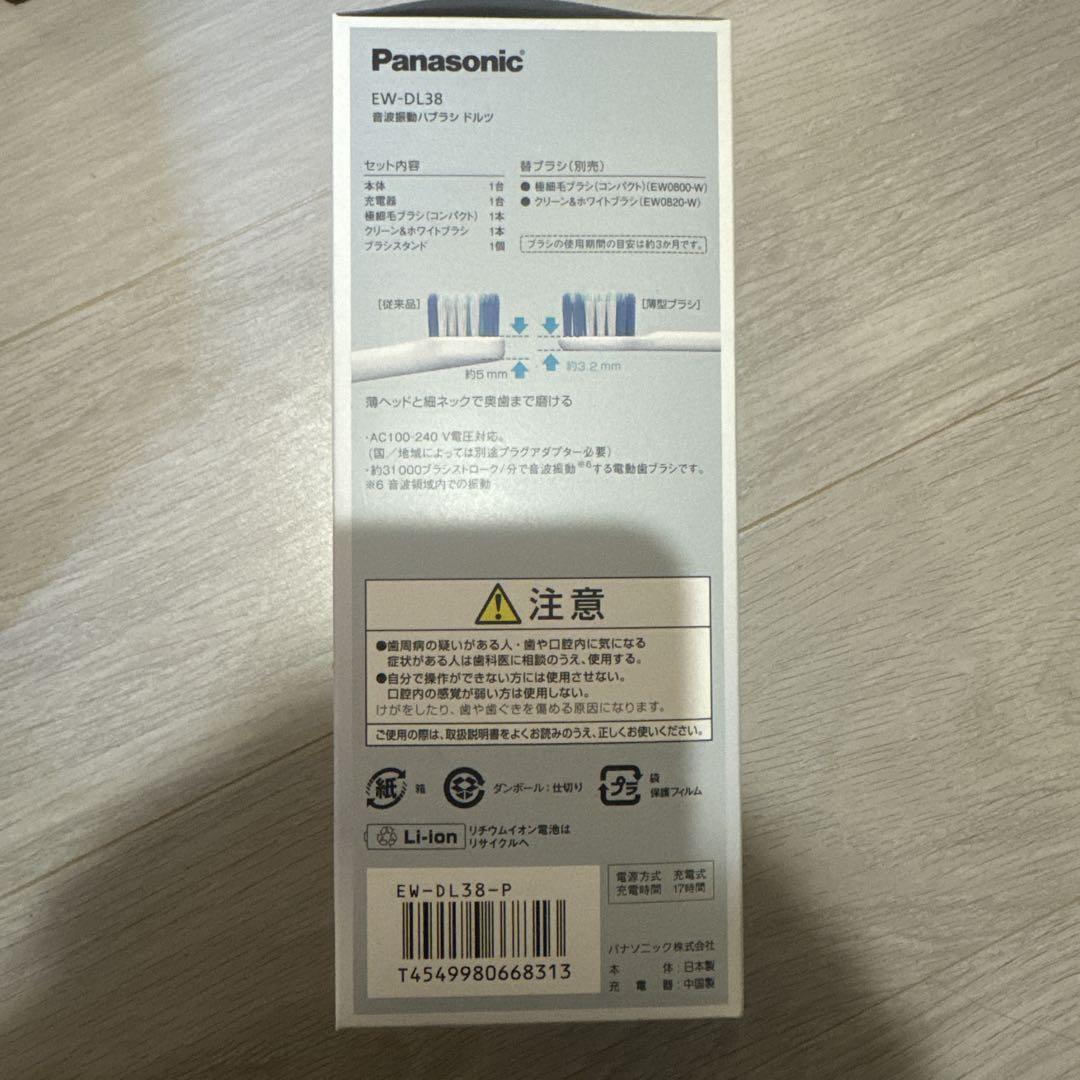 Panasonic
EW-DL38
音波振動ハブラシ ドルツ
セット内容
本体 1台
充電器 1台
極細毛ブラシ(コンパクト) 1本
クリーン&ホワイトブラシ 1本
ブラシスタンド 1個
替ブラシ(別売)
● 極細毛ブラシ(コンパクト)(EW0800-W)
● クリーン&ホワイトブラシ(EW0820-W)
ブラシの使用期間の目安は約3か月です。
[従来品]
[薄型ブラシ]
約5mm
約3.2mm
薄ヘッドと細ネックで奥歯まで磨ける
・AC100-240 V電圧対応。
(国/地域によっては別途プラグアダプター必要)
・約31000ブラシストローク/分で音波振動※6する電動歯ブラシです。
※6 音波領域内での振動
注意
●歯周病の疑いがある人・歯や口腔内に気になる
症状がある人は歯科医に相談のうえ、使用する。
●自分で操作ができない方には使用させない。
口腔内の感覚が弱い方は使用しない。
けがをしたり、歯や歯ぐきを傷める原因になります。
ご使用の際は、取扱説明書をよくお読みのうえ、正しくお使いください。
紙 箱
ダンボール:仕切り
プラ 袋
保護フィルム
Li-ion リチウムイオン電池は
リサイクルへ
EW-DL38-P
T4549980668313
電源方式 充電式
充電時間 17時間
パナソニック株式会社
本体:日本製
充電器:中国製